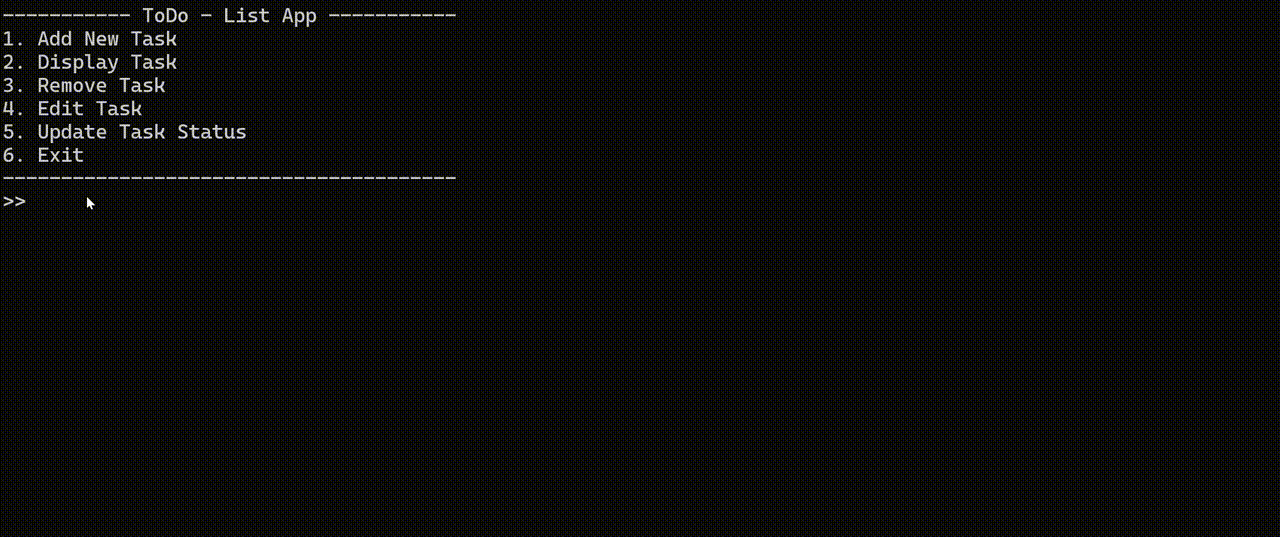 ----------- ToDo - List App -----------
1. Add New Task
2. Display Task
3. Remove Task
4. Edit Task
5. Update Task Status
6. Exit
---------------------------------------
>>